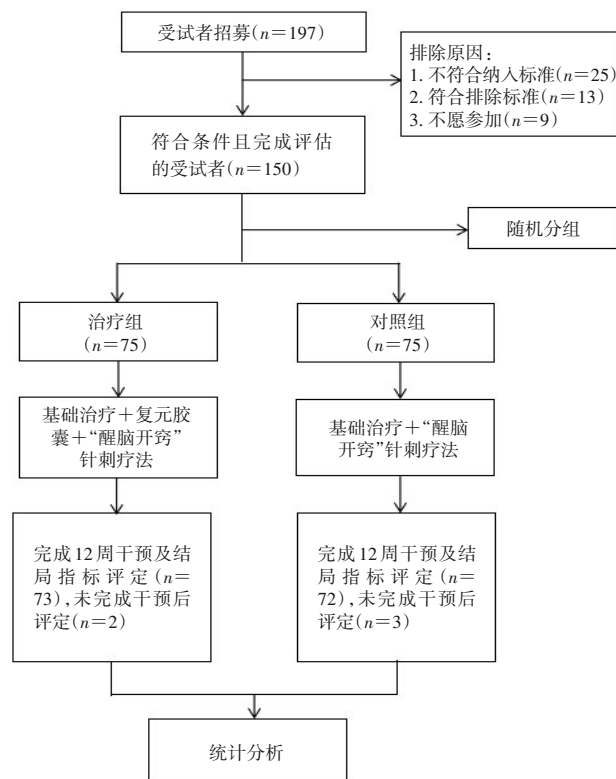 受试者招募(n=197)
排除原因：
1. 不符合纳入标准(n=25)
2. 符合排除标准(n=13)
3. 不愿参加(n=9)
符合条件且完成评估
的受试者(n=150)
随机分组
治疗组
(n=75)
对照组
(n=75)
基础治疗+复元胶
囊+“醒脑开窍”
针刺疗法
基础治疗+“醒脑
开窍”针刺疗法
完成12周干预及结
局指标评定(n=
73),未完成干预后
评定(n=2)
完成12周干预及结
局指标评定(n=
72),未完成干预后
评定(n=3)
统计分析